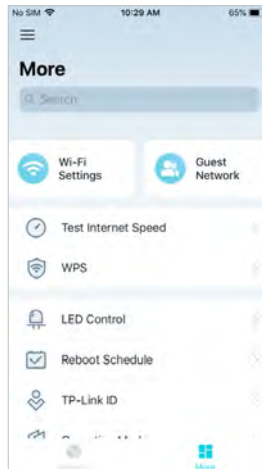 No SIM 10:29 AM 65%
More
Search
Wi-Fi
Settings
Guest
Network
Test Internet Speed
WPS
LED Control
Reboot Schedule
TP-Link ID
More